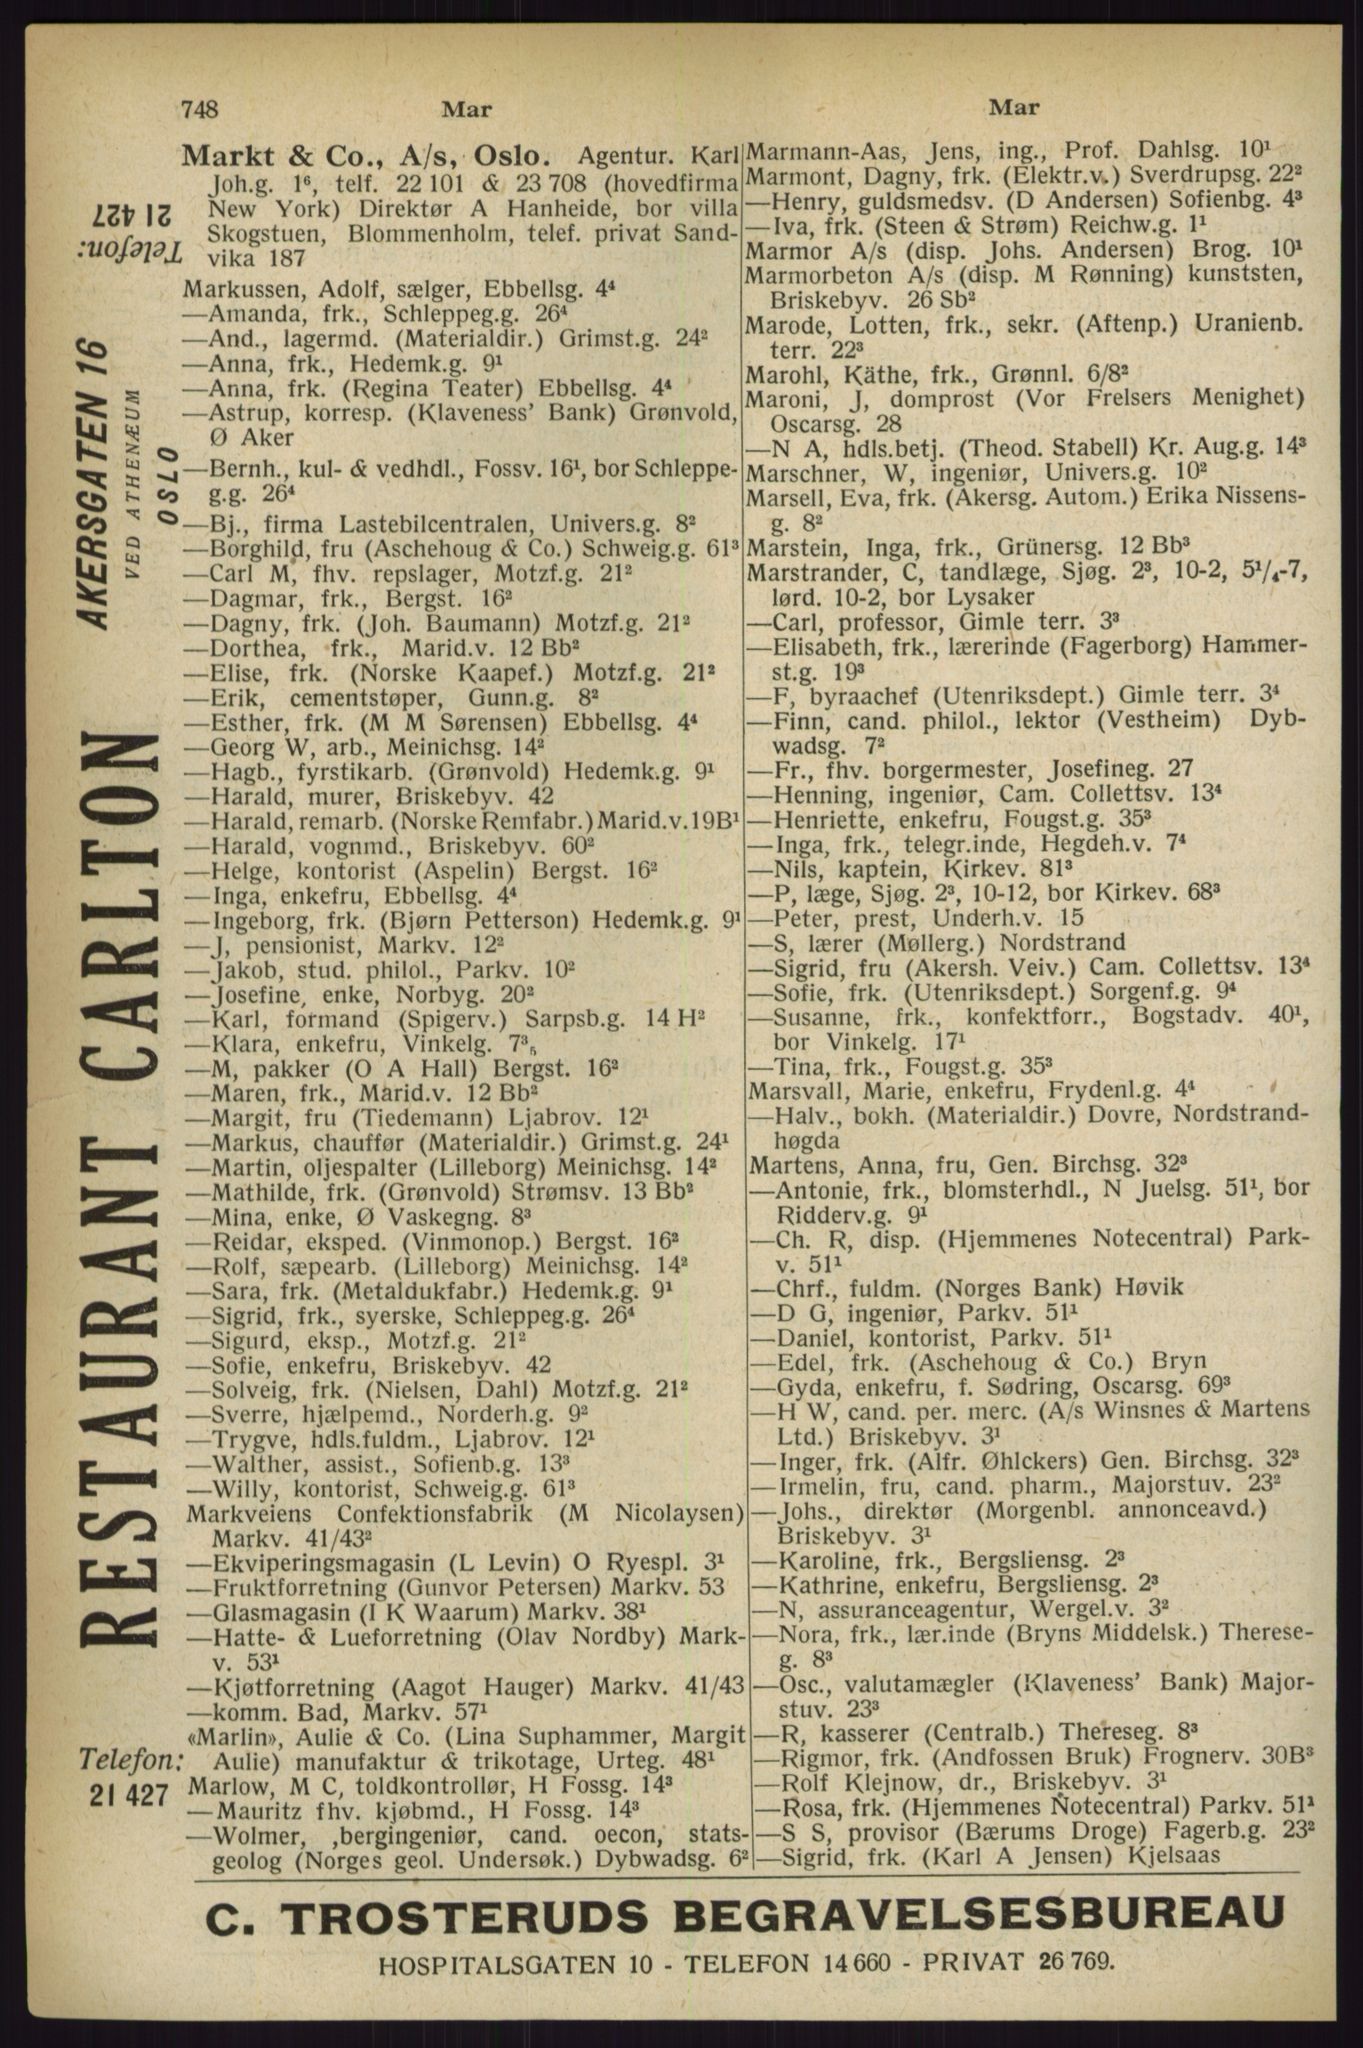 748
Mar
Mar
Markt & Co., A/s, Oslo. Agentur. Karl
Joh.g. 1⁶, telf. 22 101 & 23 708 (hovedfirma
New York) Direktør A Hanheide, bor villa
Skogstuen, Blommenholm, telef. privat Sand-
vika 187
Markussen, Adolf, sælger, Ebbellsg. 4⁴
—Amanda, frk., Schleppeg.g. 26⁴
—And., lagermd. (Materialdir.) Grimst.g. 24²
—Anna, frk., Hedemk.g. 9¹
—Anna, frk. (Regina Teater) Ebbellsg. 4⁴
—Astrup, korresp. (Klaveness' Bank) Grønvold,
Ø Aker
—Bernh., kul- & vedhdl., Fossv. 16¹, bor Schleppe-
g.g. 26⁴
—Bj., firma Lastebilcentralen, Univers.g. 8²
—Borghild, fru (Aschehoug & Co.) Schweig.g. 61³
—Carl M, fhv. repslager, Motzf.g. 21²
—Dagmar, frk., Bergst. 16²
—Dagny, frk. (Joh. Baumann) Motzf.g. 21²
—Dorthea, frk., Marid.v. 12 Bb²
—Elise, frk. (Norske Kaapef.) Motzf.g. 21²
—Erik, cementstøper, Gunn.g. 8²
—Esther, frk. (M M Sørensen) Ebbellsg. 4⁴
—Georg W, arb., Meinichsg. 14²
—Hagb., fyrstikarb. (Grønvold) Hedemk.g. 9¹
—Harald, murer, Briskebyv. 42
—Harald, remarb. (Norske Remfabr.) Marid.v. 19B¹
—Harald, vognmd., Briskebyv. 60²
—Helge, kontorist (Aspelin) Bergst. 16²
—Inga, enkefru, Ebbellsg. 4⁴
—Ingeborg, frk. (Bjørn Petterson) Hedemk.g. 9¹
—J, pensionist, Markv. 12²
—Jakob, stud. philol., Parkv. 10²
—Josefine, enke, Norbyg. 20²
—Karl, formand (Spigerv.) Sarpsb.g. 14 H²
—Klara, enkefru, Vinkelg. 7³
—M, pakker (O A Hall) Bergst. 16²
—Maren, frk., Marid.v. 12 Bb²
—Margit, fru (Tiedemann) Ljabrov. 12¹
—Markus, chauffør (Materialdir.) Grimst.g. 24¹
—Martin, oljespalter (Lilleborg) Meinichsg. 14²
—Mathilde, frk. (Grønvold) Strømsv. 13 Bb²
—Mina, enke, Ø Vaskegng. 8³
—Reidar, eksped. (Vinmonop.) Bergst. 16²
—Rolf, sæpearb. (Lilleborg) Meinichsg. 14²
—Sara, frk. (Metaldukfabr.) Hedemk.g. 9¹
—Sigrid, frk., syerske, Schleppeg.g. 26⁴
—Sigurd, eksp., Motzf.g. 21²
—Sofie, enkefru, Briskebyv. 42
—Solveig, frk. (Nielsen, Dahl) Motzf.g. 21²
—Sverre, hjælpemd., Norderh.g. 9²
—Trygve, hdls.fuldm., Ljabrov. 12¹
—Walther, assist., Sofienb.g. 13³
—Willy, kontorist, Schweig.g. 61³
Markveiens Confektionsfabrik (M Nicolaysen)
Markv. 41/43²
—Ekviperingsmagasin (L Levin) O Ryespl. 3¹
—Fruktforretning (Gunvor Petersen) Markv. 53
—Glasmagasin (I K Waarum) Markv. 38¹
—Hatte- & Lueforretning (Olav Nordby) Mark-
v. 53¹
—Kjøtforretning (Aagot Hauger) Markv. 41/43
—komm. Bad, Markv. 57¹
«Marlin», Aulie & Co. (Lina Suphammer, Margit
Aulie) manufaktur & trikotage, Urteg. 48¹
Marlow, M C, toldkontrollør, H Fossg. 14³
—Mauritz fhv. kjøbmd., H Fossg. 14³
—Wolmer, ,bergingeniør, cand. oecon, stats-
geolog (Norges geol. Undersøk.) Dybwadsg. 6²
Marmann-Aas, Jens, ing., Prof. Dahlsg. 10¹
Marmont, Dagny, frk. (Elektr.v.) Sverdrupsg. 22²
—Henry, guldsmedsv. (D Andersen) Sofienbg. 4³
—Iva, frk. (Steen & Strøm) Reichw.g. 1¹
Marmor A/s (disp. Johs. Andersen) Brog. 10¹
Marmorbeton A/s (disp. M Rønning) kunststen,
Briskebyv. 26 Sb²
Marode, Lotten, frk., sekr. (Aftenp.) Uranienb.
terr. 22³
Marohl, Käthe, frk., Grønnl. 6/8²
Maroni, J, domprost (Vor Frelsers Menighet)
Oscarsg. 28
—N A, hdls.betj. (Theod. Stabell) Kr. Aug.g. 14³
Marschner, W, ingeniør, Univers.g. 10²
Marsell, Eva, frk. (Akersg. Autom.) Erika Nissens-
g. 8²
Marstein, Inga, frk., Grünersg. 12 Bb³
Marstrander, C, tandlæge, Sjøg. 2³, 10-2, 5¹/₄-7,
lørd. 10-2, bor Lysaker
—Carl, professor, Gimle terr. 3³
—Elisabeth, frk., lærerinde (Fagerborg) Hammer-
st.g. 19³
—F, byraachef (Utenriksdept.) Gimle terr. 3⁴
—Finn, cand. philol., lektor (Vestheim) Dyb-
wadsg. 7²
—Fr., fhv. borgermester, Josefineg. 27
—Henning, ingeniør, Cam. Collettsv. 13⁴
—Henriette, enkefru, Fougst.g. 35³
—Inga, frk., telegr.inde, Hegdeh.v. 7⁴
—Nils, kaptein, Kirkev. 81³
—P, læge, Sjøg. 2³, 10-12, bor Kirkev. 68³
—Peter, prest, Underh.v. 15
—S, lærer (Møllerg.) Nordstrand
—Sigrid, fru (Akersh. Veiv.) Cam. Collettsv. 13⁴
—Sofie, frk. (Utenriksdept.) Sorgenf.g. 9⁴
—Susanne, frk., konfektforr., Bogstadv. 40¹,
bor Vinkelg. 17¹
—Tina, frk., Fougst.g. 35³
Marsvall, Marie, enkefru, Frydenl.g. 4⁴
—Halv., bokh. (Materialdir.) Dovre, Nordstrand-
høgda
Martens, Anna, fru, Gen. Birchsg. 32³
—Antonie, frk., blomsterhdl., N Juelsg. 51¹, bor
Ridderv.g. 9¹
—Ch. R, disp. (Hjemmenes Notecentral) Park-
v. 51¹
—Chrf., fuldm. (Norges Bank) Høvik
—D G, ingeniør, Parkv. 51¹
—Daniel, kontorist, Parkv. 51¹
—Edel, frk. (Aschehoug & Co.) Bryn
—Gyda, enkefru, f. Sødring, Oscarsg. 69³
—H W, cand. per. merc. (A/s Winsnes & Martens
Ltd.) Briskebyv. 3¹
—Inger, frk. (Alfr. Øhlckers) Gen. Birchsg. 32³
—Irmelin, fru, cand. pharm., Majorstuv. 23²
—Johs., direktør (Morgenbl. annonceavd.)
Briskebyv. 3¹
—Karoline, frk., Bergsliensg. 2³
—Kathrine, enkefru, Bergsliensg. 2³
—N, assuranceagentur, Wergel.v. 3²
—Nora, frk., lær.inde (Bryns Middelsk.) Therese-
g. 8³
—Osc., valutamægler (Klaveness' Bank) Major-
stuv. 23³
—R, kasserer (Centralb.) Thereseg. 8³
—Rigmor, frk. (Andfossen Bruk) Frognerv. 30B³
—Rolf Klejnow, dr., Briskebyv. 3¹
—Rosa, frk. (Hjemmenes Notecentral) Parkv. 51¹
—S S, provisor (Bærums Droge) Fagerb.g. 23²
—Sigrid, frk. (Karl A Jensen) Kjelsaas
Telefon:
21 427
RESTAURANT CARLTON
AKERSGATEN 16
VED ATHENÆUM
OSLO
Telefon:
21 427
C. TROSTERUDS BEGRAVELSESBUREAU
HOSPITALSGATEN 10 - TELEFON 14 660 - PRIVAT 26 769.